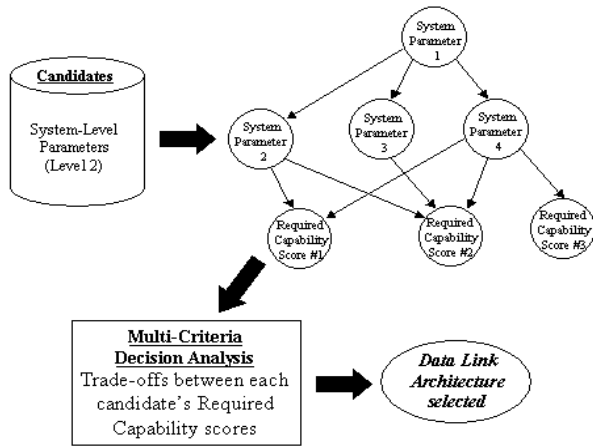 System
Parameter
1
Candidates
System-Level
Parameters
(Level 2)
System
Parameter
2
System
Parameter
3
System
Parameter
4
Required
Capability
Score #1
Required
Capability
Score #2
Required
Capability
Score #3
Multi-Criteria
Decision Analysis
Trade-offs between each
candidate's Required
Capability scores
Data Link
Architecture
selected